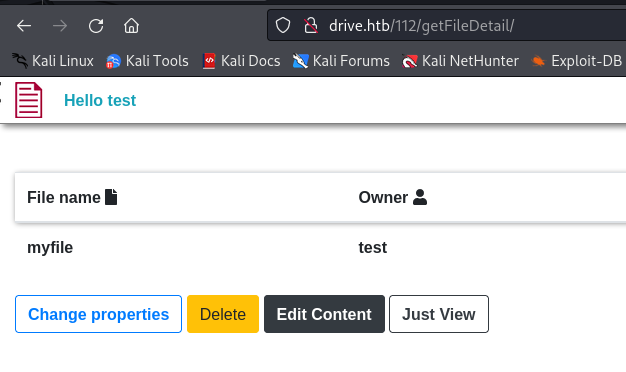 drive.htb/112/getFileDetail/
Kali Linux Kali Tools Kali Docs Kali Forums Kali NetHunter Exploit-DB
Hello test
File name Owner
myfile test
Change properties Delete Edit Content Just View